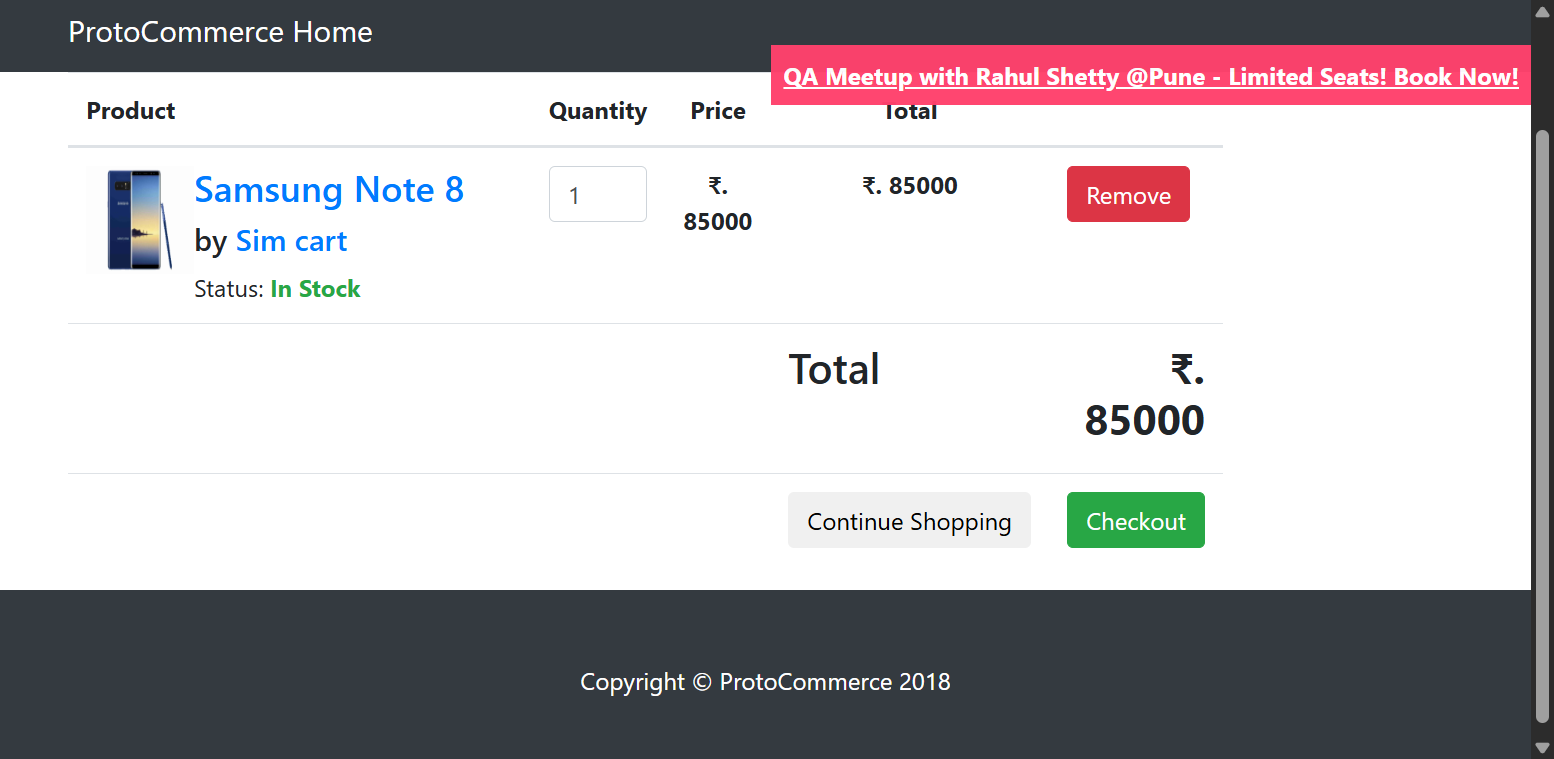 ProtoCommerce Home
QA Meetup with Rahul Shetty @Pune - Limited Seats! Book Now!
Product Quantity Price Total
Samsung Note 8
by Sim cart
Status: In Stock
1
₹.
85000
₹. 85000
Remove
Total
₹.
85000
Continue Shopping
Checkout
Copyright © ProtoCommerce 2018